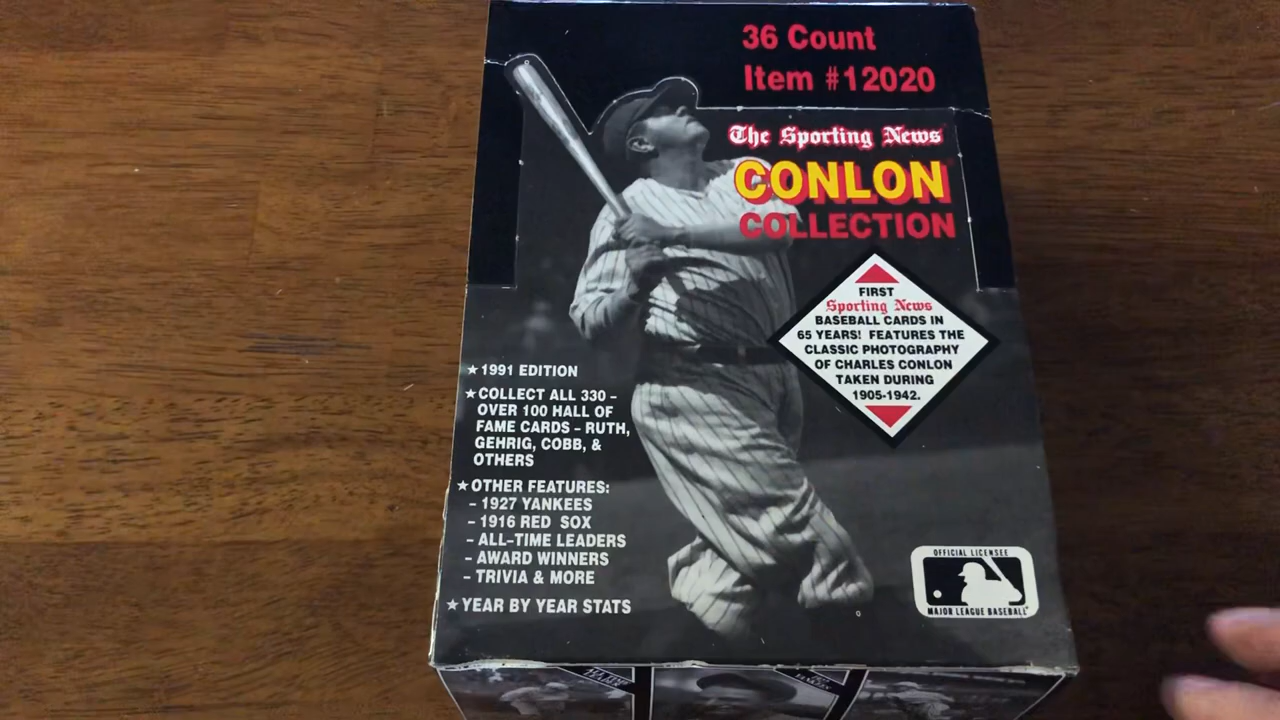 36 Count
Item #12020
The Sporting News
CONLON
COLLECTION
FIRST
Sporting News
BASEBALL CARDS IN
65 YEARS! FEATURES THE
CLASSIC PHOTOGRAPHY
OF CHARLES CONLON
TAKEN DURING
1905-1942.
★1991 EDITION
★COLLECT ALL 330 –
OVER 100 HALL OF
FAME CARDS – RUTH,
GEHRIG, COBB, &
OTHERS
★OTHER FEATURES:
– 1927 YANKEES
– 1916 RED SOX
– ALL-TIME LEADERS
– AWARD WINNERS
– TRIVIA & MORE
★YEAR BY YEAR STATS
OFFICIAL LICENSEE
MAJOR LEAGUE BASEBALL